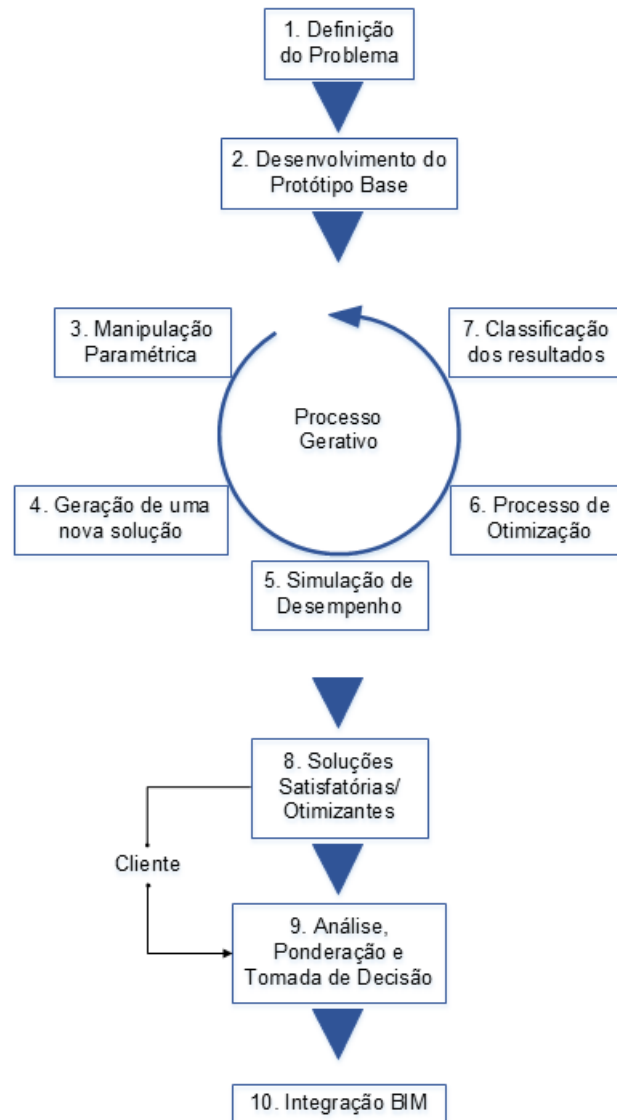 1. Definição
do Problema
2. Desenvolvimento do
Protótipo Base
3. Manipulação
Paramétrica
7. Classificação
dos resultados
Processo
Gerativo
4. Geração de uma
nova solução
6. Processo de
Otimização
5. Simulação de
Desempenho
8. Soluções
Satisfatórias/
Otimizantes
Cliente
9. Análise,
Ponderação e
Tomada de Decisão
10. Integração BIM